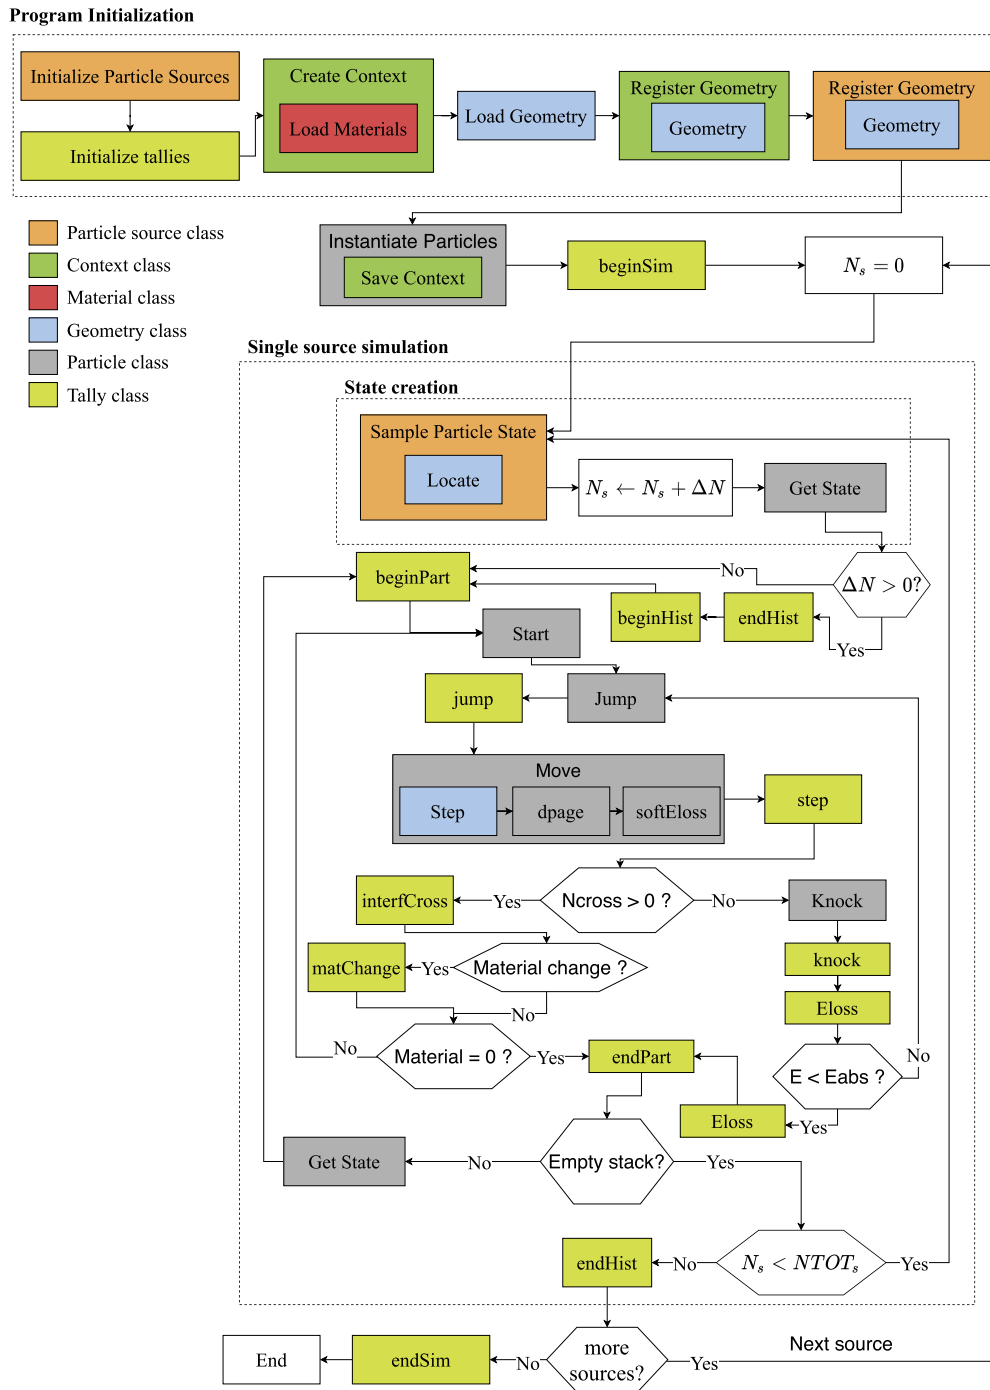 Program Initialization
Initialize Particle Sources
Initialize tallies
Create Context
Load Materials
Load Geometry
Register Geometry
Geometry
Register Geometry
Geometry
Particle source class
Context class
Material class
Geometry class
Particle class
Tally class
Instantiate Particles
Save Context
beginSim
N_s = 0
Single source simulation
State creation
Sample Particle State
Locate
N_s ← N_s + ΔN
Get State
ΔN > 0?
No
Yes
endHist
beginHist
beginPart
Start
Jump
jump
Move
Step
dpage
softEloss
step
Ncross > 0 ?
Yes
No
interfCross
Knock
knock
Eloss
Material change ?
Yes
No
matChange
Material = 0 ?
No
Yes
endPart
E < Eabs ?
No
Yes
Eloss
Empty stack?
No
Yes
Get State
N_s < NTOT_s
No
Yes
endHist
more
sources?
No
Yes
Next source
endSim
End